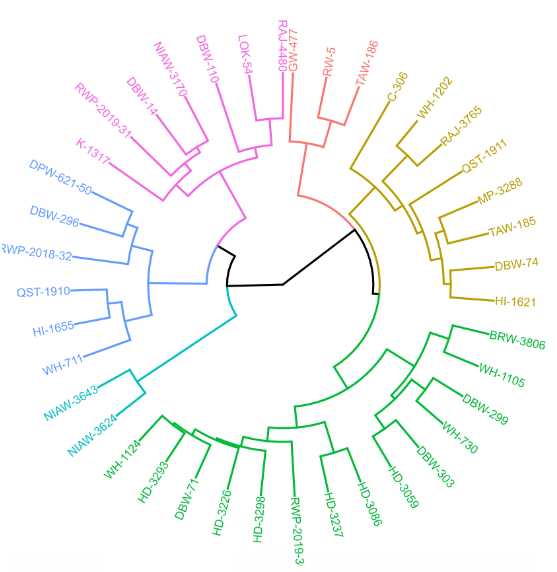 RAJ-4480
GW-477
RW-5
TAW-186
C-306
WH-1202
RAJ-3765
QST-1911
MP-3288
TAW-185
DBW-74
HI-1621
BRW-3806
WH-1105
DBW-299
WH-730
DBW-303
HD-3059
HD-3086
HD-3237
RWP-2019-3
HD-3298
HD-3226
DBW-71
HD-3293
WH-1124
NIAW-3624
NIAW-3643
WH-711
HI-1655
QST-1910
RWP-2018-32
DBW-296
DPW-621-50
K-1317
RWP-2019-31
DBW-14
NIAW-3170
DBW-110
LOK-54